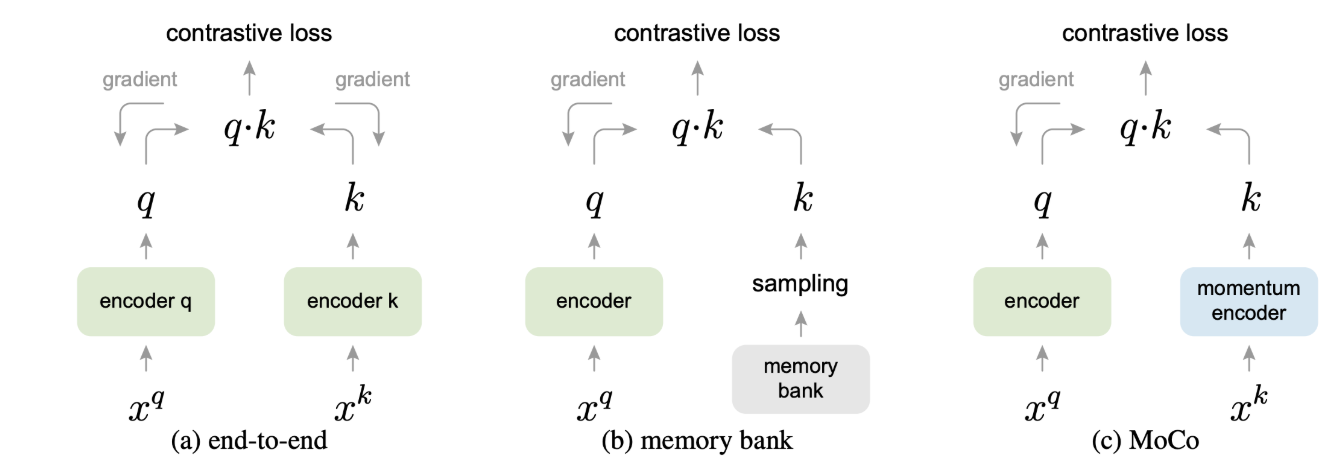 contrastive loss
gradient
gradient
q·k
q
k
encoder q
encoder k
x^q
x^k
(a) end-to-end
contrastive loss
gradient
q·k
q
k
encoder
sampling
memory
bank
x^q
(b) memory bank
contrastive loss
gradient
q·k
q
k
encoder
momentum
encoder
x^q
x^k
(c) MoCo